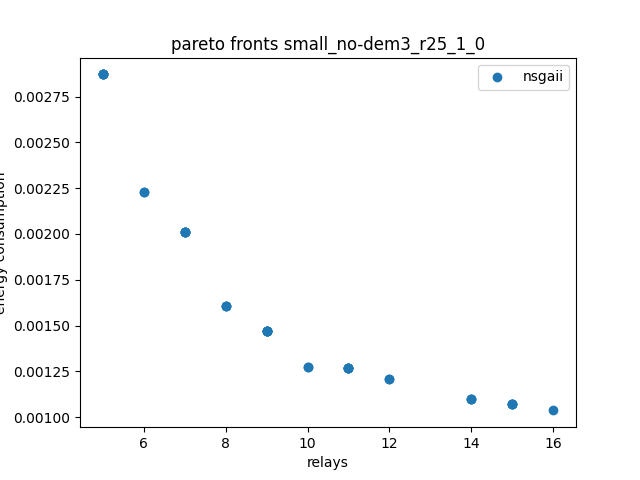 pareto fronts small_no-dem3_r25_1_0
nsgaii
0.00275
0.00250
0.00225
0.00200
0.00175
0.00150
0.00125
0.00100
energy consumption
6 8 10 12 14 16
relays